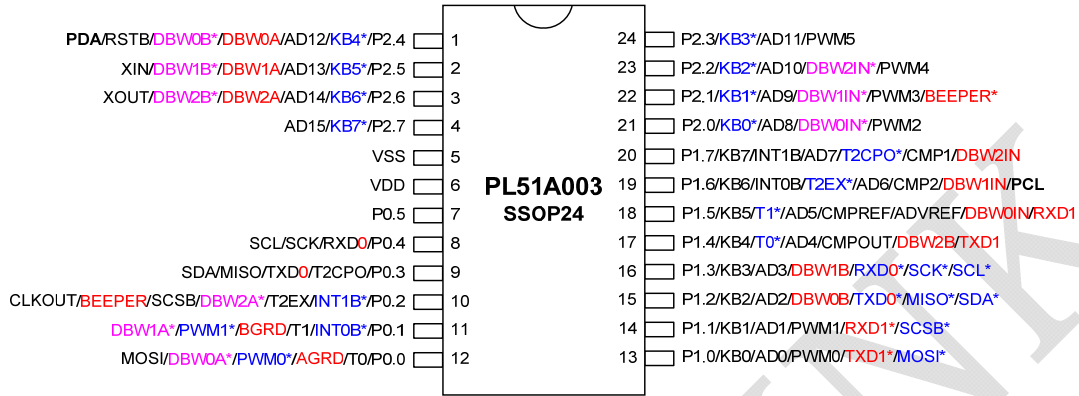 PDA/RSTB/DBW0B*/DBW0A/AD12/KB4*/P2.4 1
XIN/DBW1B*/DBW1A/AD13/KB5*/P2.5 2
XOUT/DBW2B*/DBW2A/AD14/KB6*/P2.6 3
AD15/KB7*/P2.7 4
VSS 5
VDD 6
P0.5 7
SCL/SCK/RXD0/P0.4 8
SDA/MISO/TXD0/T2CPO/P0.3 9
CLKOUT/BEEPER/SCSB/DBW2A*/T2EX/INT1B*/P0.2 10
DBW1A*/PWM1*/BGRD/T1/INT0B*/P0.1 11
MOSI/DBW0A*/PWM0*/AGRD/T0/P0.0 12
PL51A003
SSOP24
24 P2.3/KB3*/AD11/PWM5
23 P2.2/KB2*/AD10/DBW2IN*/PWM4
22 P2.1/KB1*/AD9/DBW1IN*/PWM3/BEEPER*
21 P2.0/KB0*/AD8/DBW0IN*/PWM2
20 P1.7/KB7/INT1B/AD7/T2CPO*/CMP1/DBW2IN
19 P1.6/KB6/INT0B/T2EX*/AD6/CMP2/DBW1IN/PCL
18 P1.5/KB5/T1*/AD5/CMPREF/ADVREF/DBW0IN/RXD1
17 P1.4/KB4/T0*/AD4/CMPOUT/DBW2B/TXD1
16 P1.3/KB3/AD3/DBW1B/RXD0*/SCK*/SCL*
15 P1.2/KB2/AD2/DBW0B/TXD0*/MISO*/SDA*
14 P1.1/KB1/AD1/PWM1/RXD1*/SCSB*
13 P1.0/KB0/AD0/PWM0/TXD1*/MOSI*